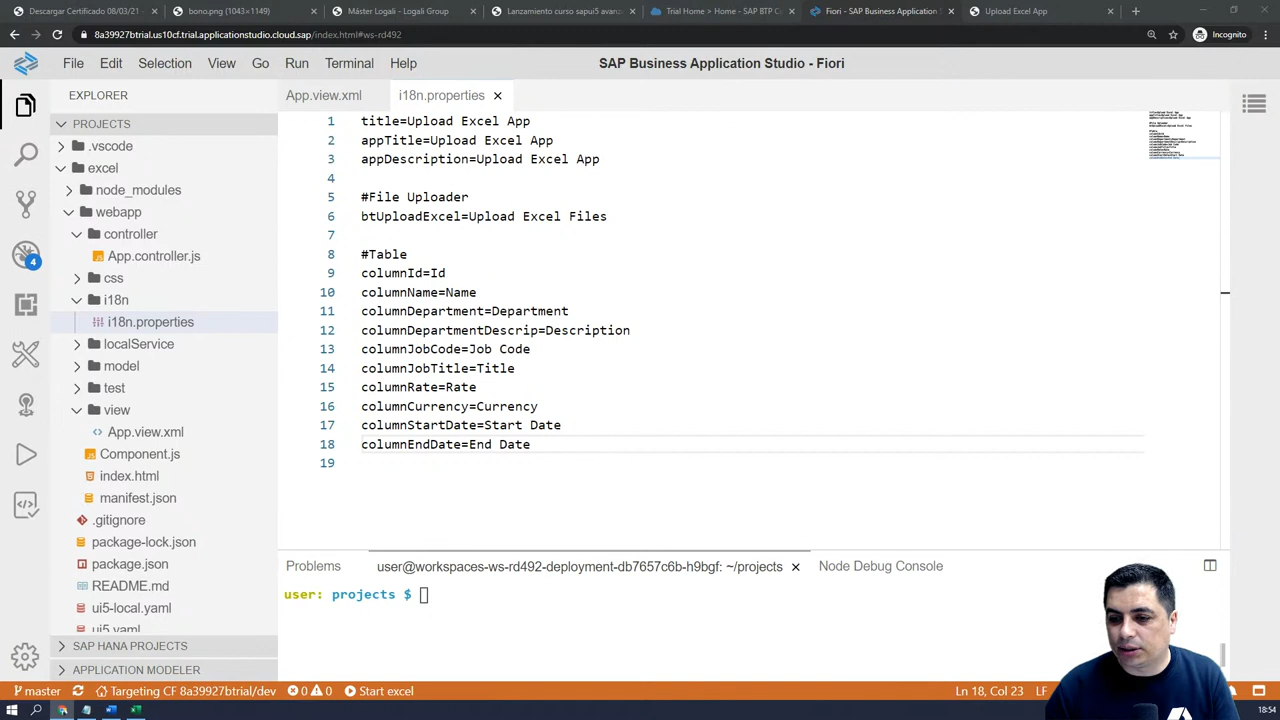 Descargar Certificado 08/03/21
bono.png (1043×1149)
Máster Logali - Logali Group
Lanzamiento curso sapui5 avanz
Trial Home > Home - SAP BTP C
Fiori - SAP Business Application S
Upload Excel App
8a39927btrial.us10cf.trial.applicationstudio.cloud.sap/index.html#ws-rd492
Incognito
File Edit Selection View Go Run Terminal Help
SAP Business Application Studio - Fiori
EXPLORER
App.view.xml
i18n.properties
PROJECTS
.vscode
excel
node_modules
webapp
controller
App.controller.js
css
i18n
i18n.properties
localService
model
test
view
App.view.xml
Component.js
index.html
manifest.json
.gitignore
package-lock.json
package.json
README.md
ui5-local.yaml
ui5.yaml
SAP HANA PROJECTS
APPLICATION MODELER
4
1 title=Upload Excel App
2 appTitle=Upload Excel App
3 appDescription=Upload Excel App
4
5 #File Uploader
6 btUploadExcel=Upload Excel Files
7
8 #Table
9 columnId=Id
10 columnName=Name
11 columnDepartment=Department
12 columnDepartmentDescrip=Description
13 columnJobCode=Job Code
14 columnJobTitle=Title
15 columnRate=Rate
16 columnCurrency=Currency
17 columnStartDate=Start Date
18 columnEndDate=End Date
19
Problems
user@workspaces-ws-rd492-deployment-db7657c6b-h9bgf: ~/projects
Node Debug Console
user: projects $
master
Targeting CF 8a39927btrial/dev
0 0
Start excel
Ln 18, Col 23
LF
18:54